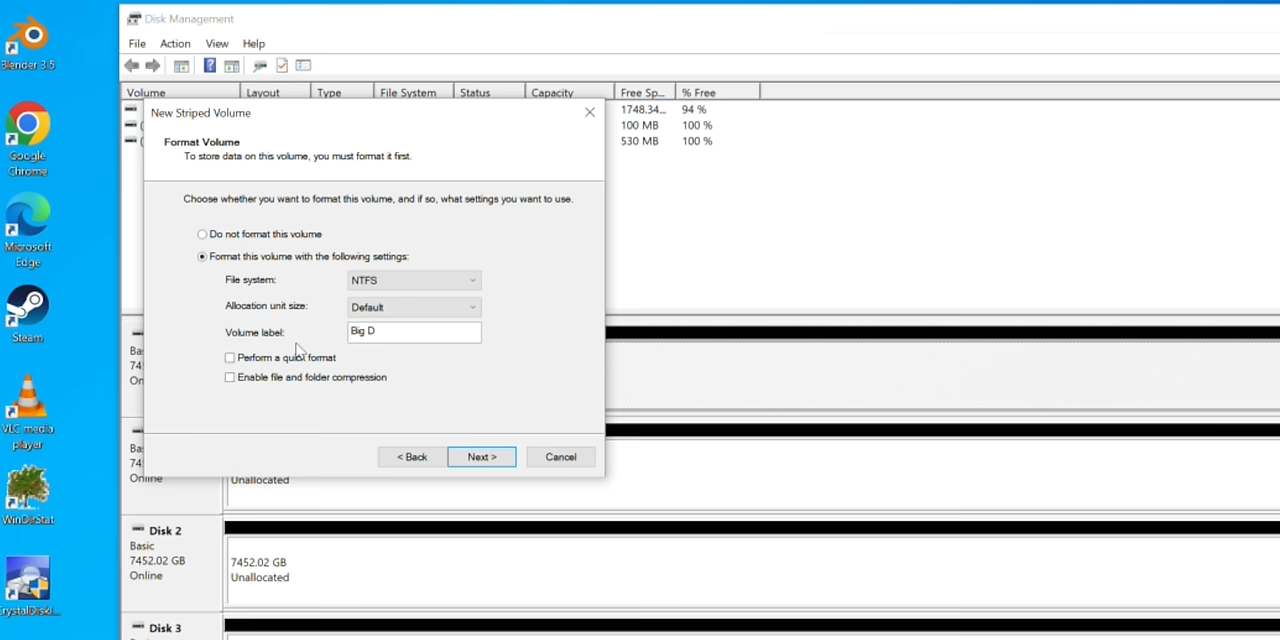 Blender 3.5
Google
Chrome
Microsoft
Edge
Steam
VLC media
player
WinDirStat
Disk Management
File Action View Help
Volume Layout Type File System Status Capacity Free Sp... % Free
1748.34... 94 %
100 MB 100 %
530 MB 100 %
New Striped Volume
Format Volume
To store data on this volume, you must format it first.
Choose whether you want to format this volume, and if so, what settings you want to use.
Do not format this volume
Format this volume with the following settings:
File system: NTFS
Allocation unit size: Default
Volume label: Big D
Perform a quick format
Enable file and folder compression
< Back Next > Cancel
Ba
74
On
Ba
74
Online
Unallocated
Disk 2
Basic
7452.02 GB
Online
7452.02 GB
Unallocated
Disk 3